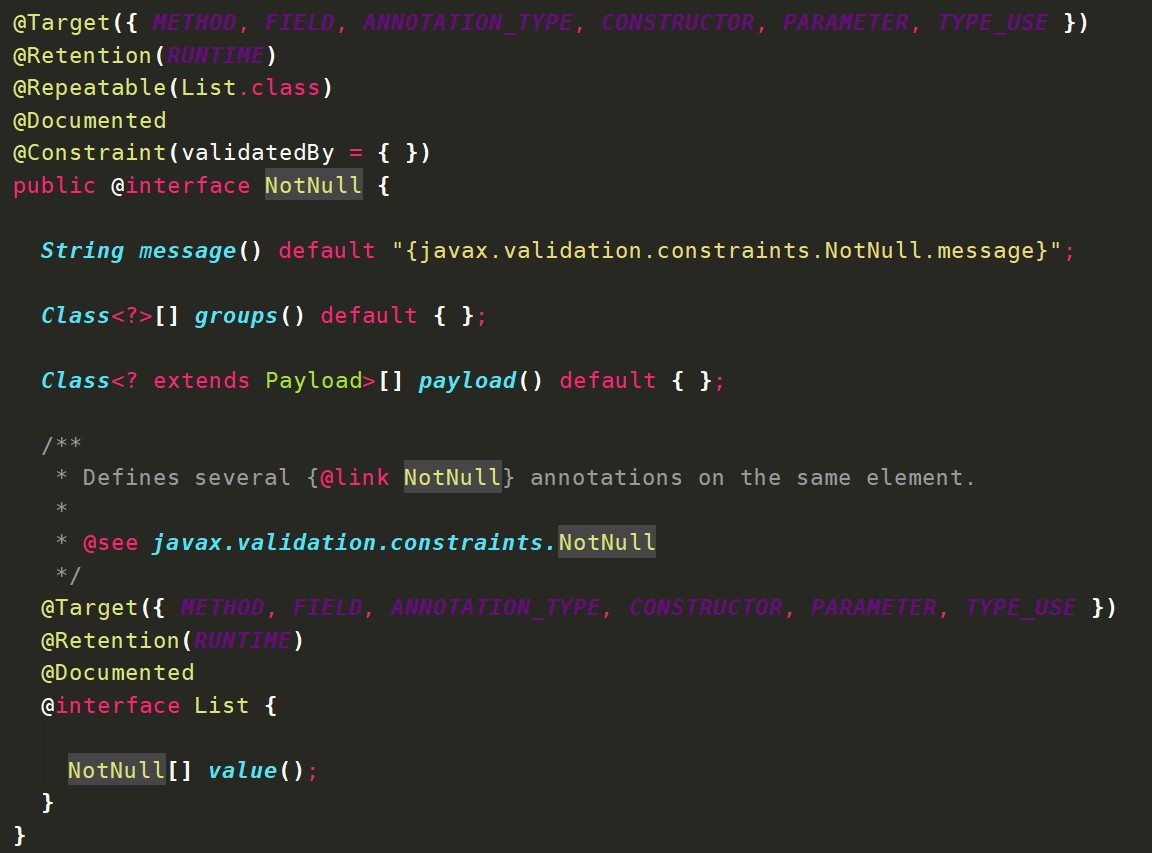 @Target({ METHOD, FIELD, ANNOTATION_TYPE, CONSTRUCTOR, PARAMETER, TYPE_USE })
@Retention(RUNTIME)
@Repeatable(List.class)
@Documented
@Constraint(validatedBy = { })
public @interface NotNull {
String message() default "{javax.validation.constraints.NotNull.message}";
Class<?>[] groups() default { };
Class<? extends Payload>[] payload() default { };
/**
* Defines several {@link NotNull} annotations on the same element.
*
* @see javax.validation.constraints.NotNull
*/
@Target({ METHOD, FIELD, ANNOTATION_TYPE, CONSTRUCTOR, PARAMETER, TYPE_USE })
@Retention(RUNTIME)
@Documented
@interface List {
NotNull[] value();
}
}